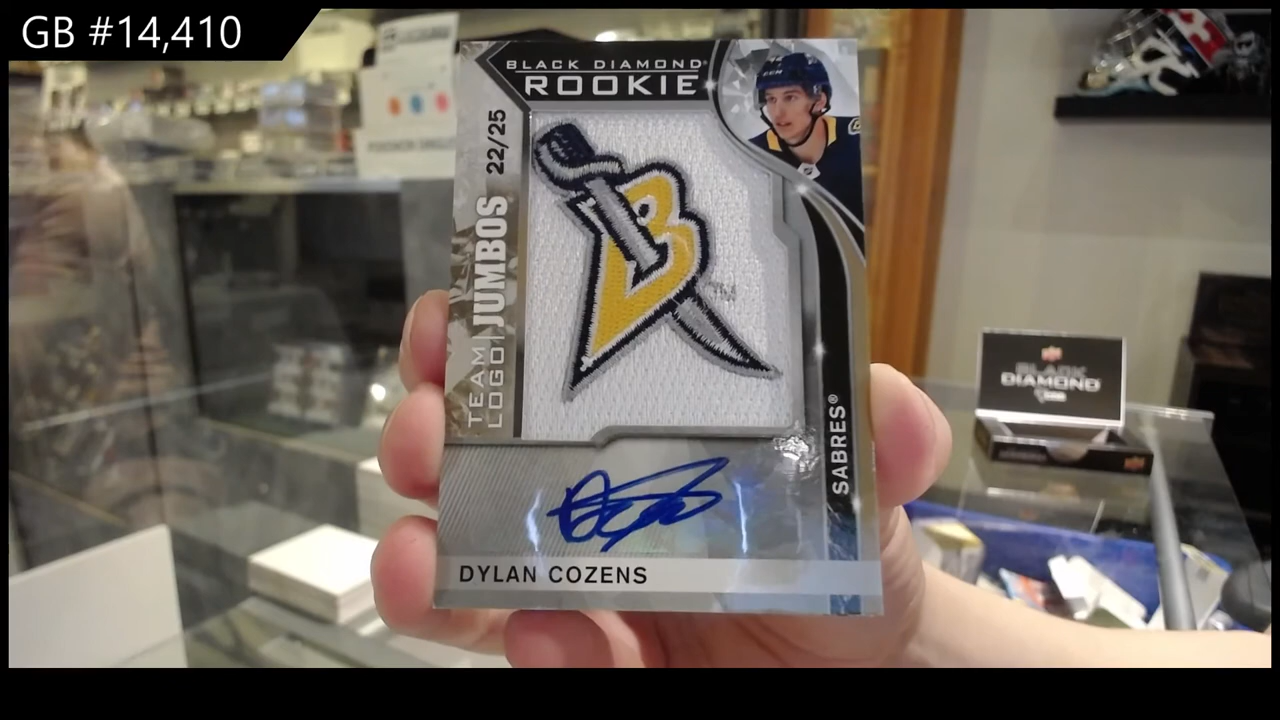 GB #14,410
BLACK DIAMOND®
ROOKIE
22/25
TEAM LOGO | JUMBOS
SABRES®
DYLAN COZENS
BLACK
DIAMOND